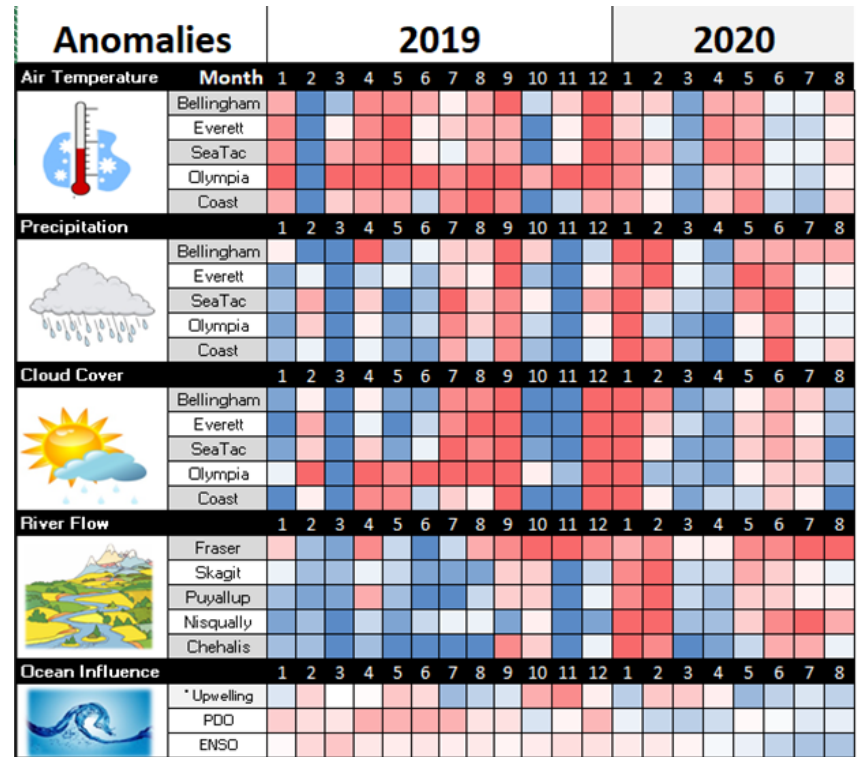 Anomalies 2019 2020
Air Temperature Month 1 2 3 4 5 6 7 8 9 10 11 12 1 2 3 4 5 6 7 8
Bellingham
Everett
SeaTac
Olympia
Coast
Precipitation 1 2 3 4 5 6 7 8 9 10 11 12 1 2 3 4 5 6 7 8
Bellingham
Everett
SeaTac
Olympia
Coast
Cloud Cover 1 2 3 4 5 6 7 8 9 10 11 12 1 2 3 4 5 6 7 8
Bellingham
Everett
SeaTac
Olympia
Coast
River Flow 1 2 3 4 5 6 7 8 9 10 11 12 1 2 3 4 5 6 7 8
Fraser
Skagit
Puyallup
Nisqually
Chehalis
Ocean Influence 1 2 3 4 5 6 7 8 9 10 11 12 1 2 3 4 5 6 7 8
* Upwelling
PDO
ENSO